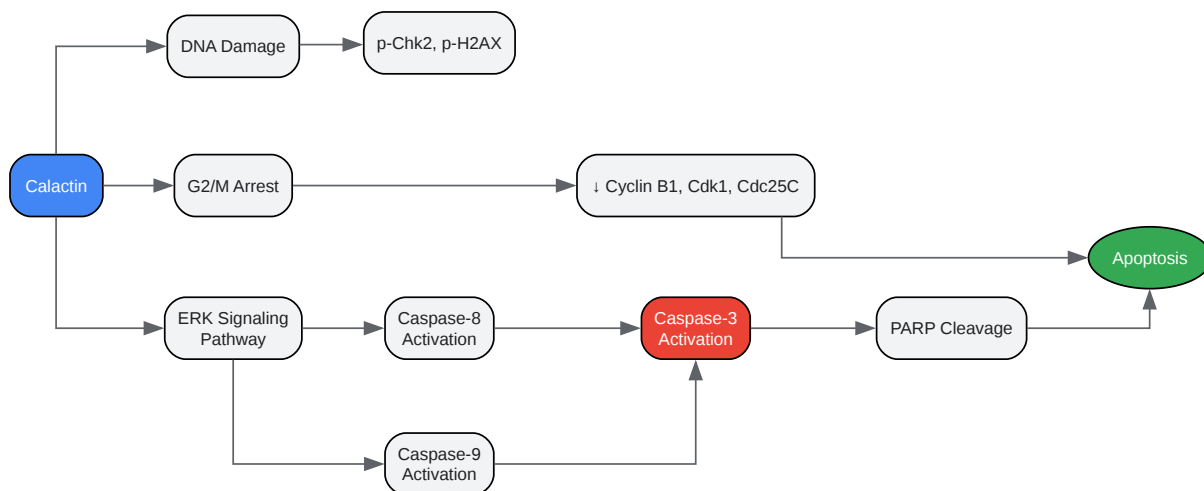 DNA Damage
p-Chk2, p-H2AX
Calactin
G2/M Arrest
↓ Cyclin B1, Cdk1, Cdc25C
Apoptosis
ERK Signaling
Pathway
Caspase-8
Activation
Caspase-3
Activation
PARP Cleavage
Caspase-9
Activation